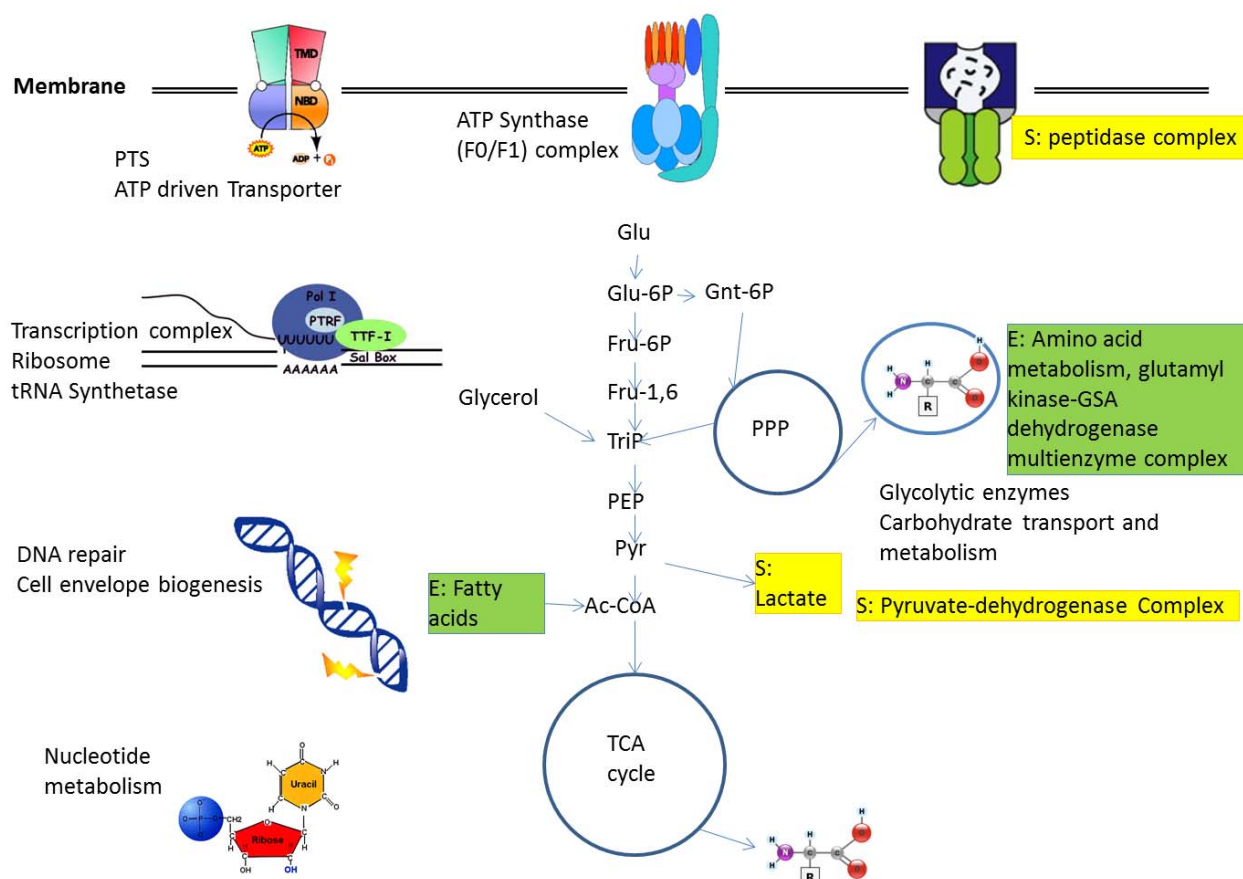 Membrane
TMD
NBD
ATP
ADP + Pi
PTS
ATP driven Transporter
ATP Synthase
(F0/F1) complex
S: peptidase complex
Glu
Glu-6P
Gnt-6P
Fru-6P
Fru-1,6
Glycerol
TriP
PPP
PEP
Pyr
Ac-CoA
Transcription complex
Ribosome
tRNA Synthetase
Pol I
PTRF
TTF-I
UUUUUU
Sal Box
AAAAAA
H
H
O
H
N
C
C
H
R
O
E: Amino acid
metabolism, glutamyl
kinase-GSA
dehydrogenase
multienzyme complex
Glycolytic enzymes
Carbohydrate transport and
metabolism
DNA repair
Cell envelope biogenesis
E: Fatty
acids
S:
Lactate
S: Pyruvate-dehydrogenase Complex
TCA
cycle
Nucleotide
metabolism
O
C
H
C
N
H
Uracil
C
C
H
N
O
O
O
P
O
CH2
O
O
C
C
H
H
Ribose
H
H
C
C
OH
OH
H
H
O
H
N
C
C
H
R
O